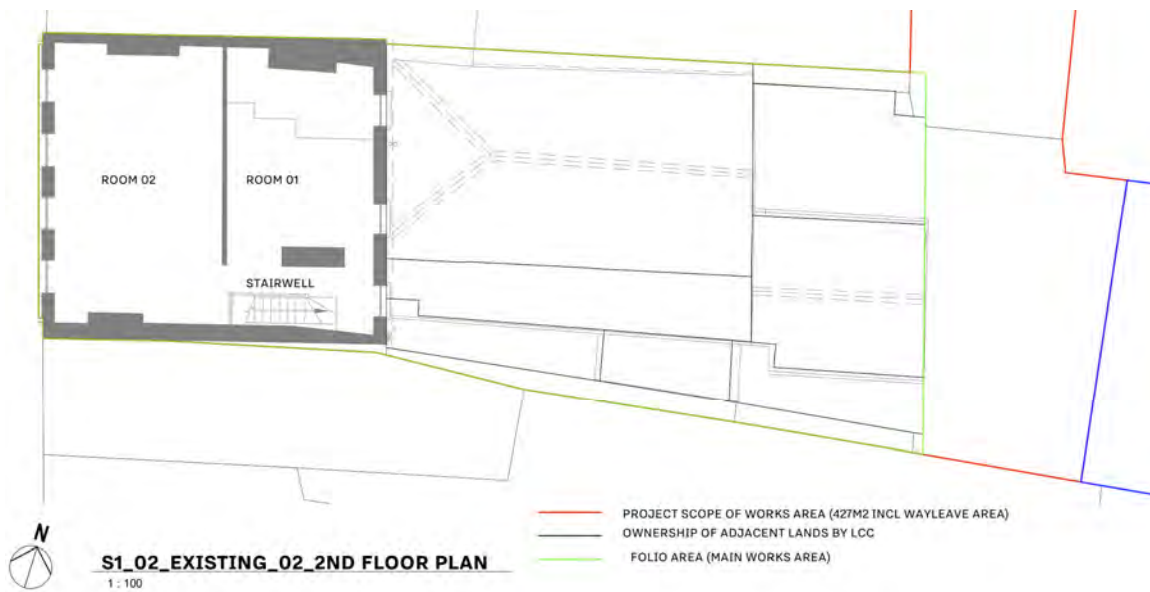 ROOM 02
ROOM 01
STAIRWELL
N
S1_02_EXISTING_02_2ND FLOOR PLAN
1 : 100
PROJECT SCOPE OF WORKS AREA (427M2 INCL WAYLEAVE AREA)
OWNERSHIP OF ADJACENT LANDS BY LCC
FOLIO AREA (MAIN WORKS AREA)